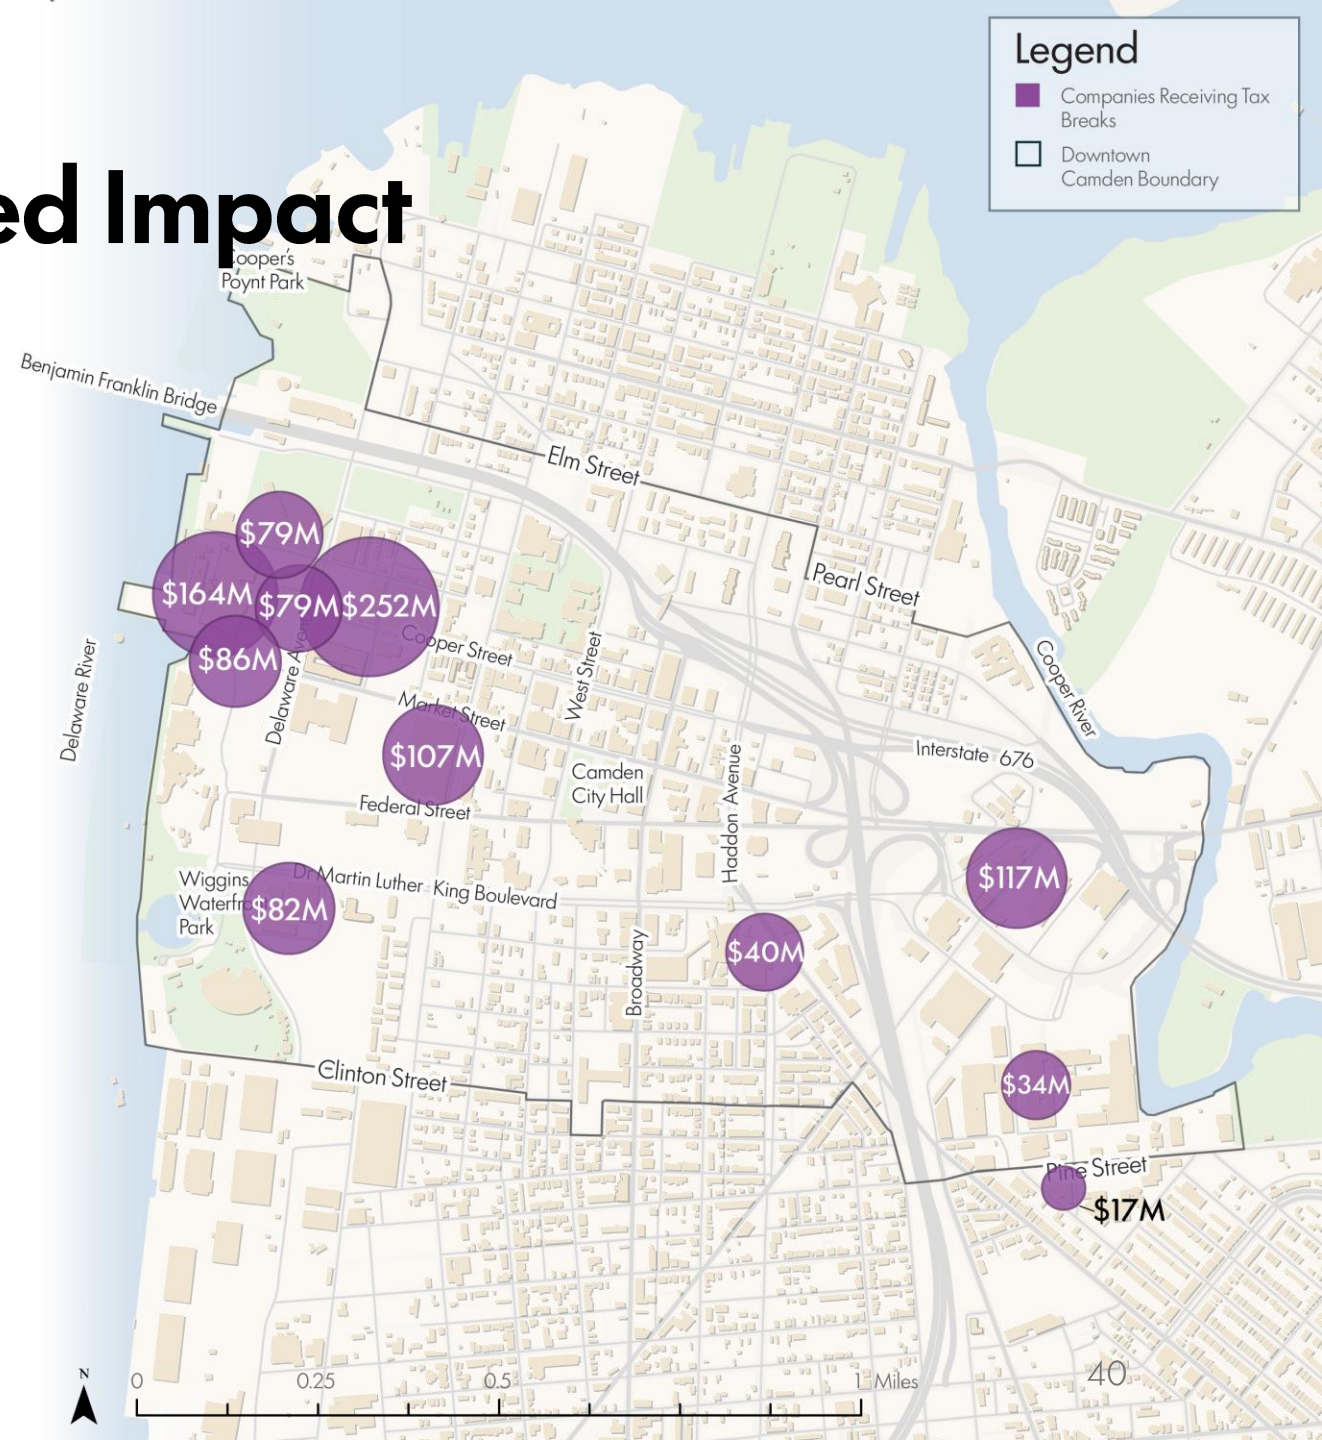 Legend
Companies Receiving Tax
Breaks
Downtown
Camden Boundary
ed Impact
Cooper's
Poynt Park
Benjamin Franklin Bridge
Elm Street
Pearl Street
$79M
$164M
$79M
$252M
$86M
Cooper Street
West Street
Delaware River
Delaware Ave
Market Street
Cooper River
Interstate 676
$107M
Camden
City Hall
Haddon Avenue
Federal Street
$117M
Wiggins
Waterfro
Park
Dr Martin Luther King Boulevard
$82M
$40M
Broadway
Clinton Street
$34M
Pine Street
$17M
N
0
0.25
0.5
1 Miles
40